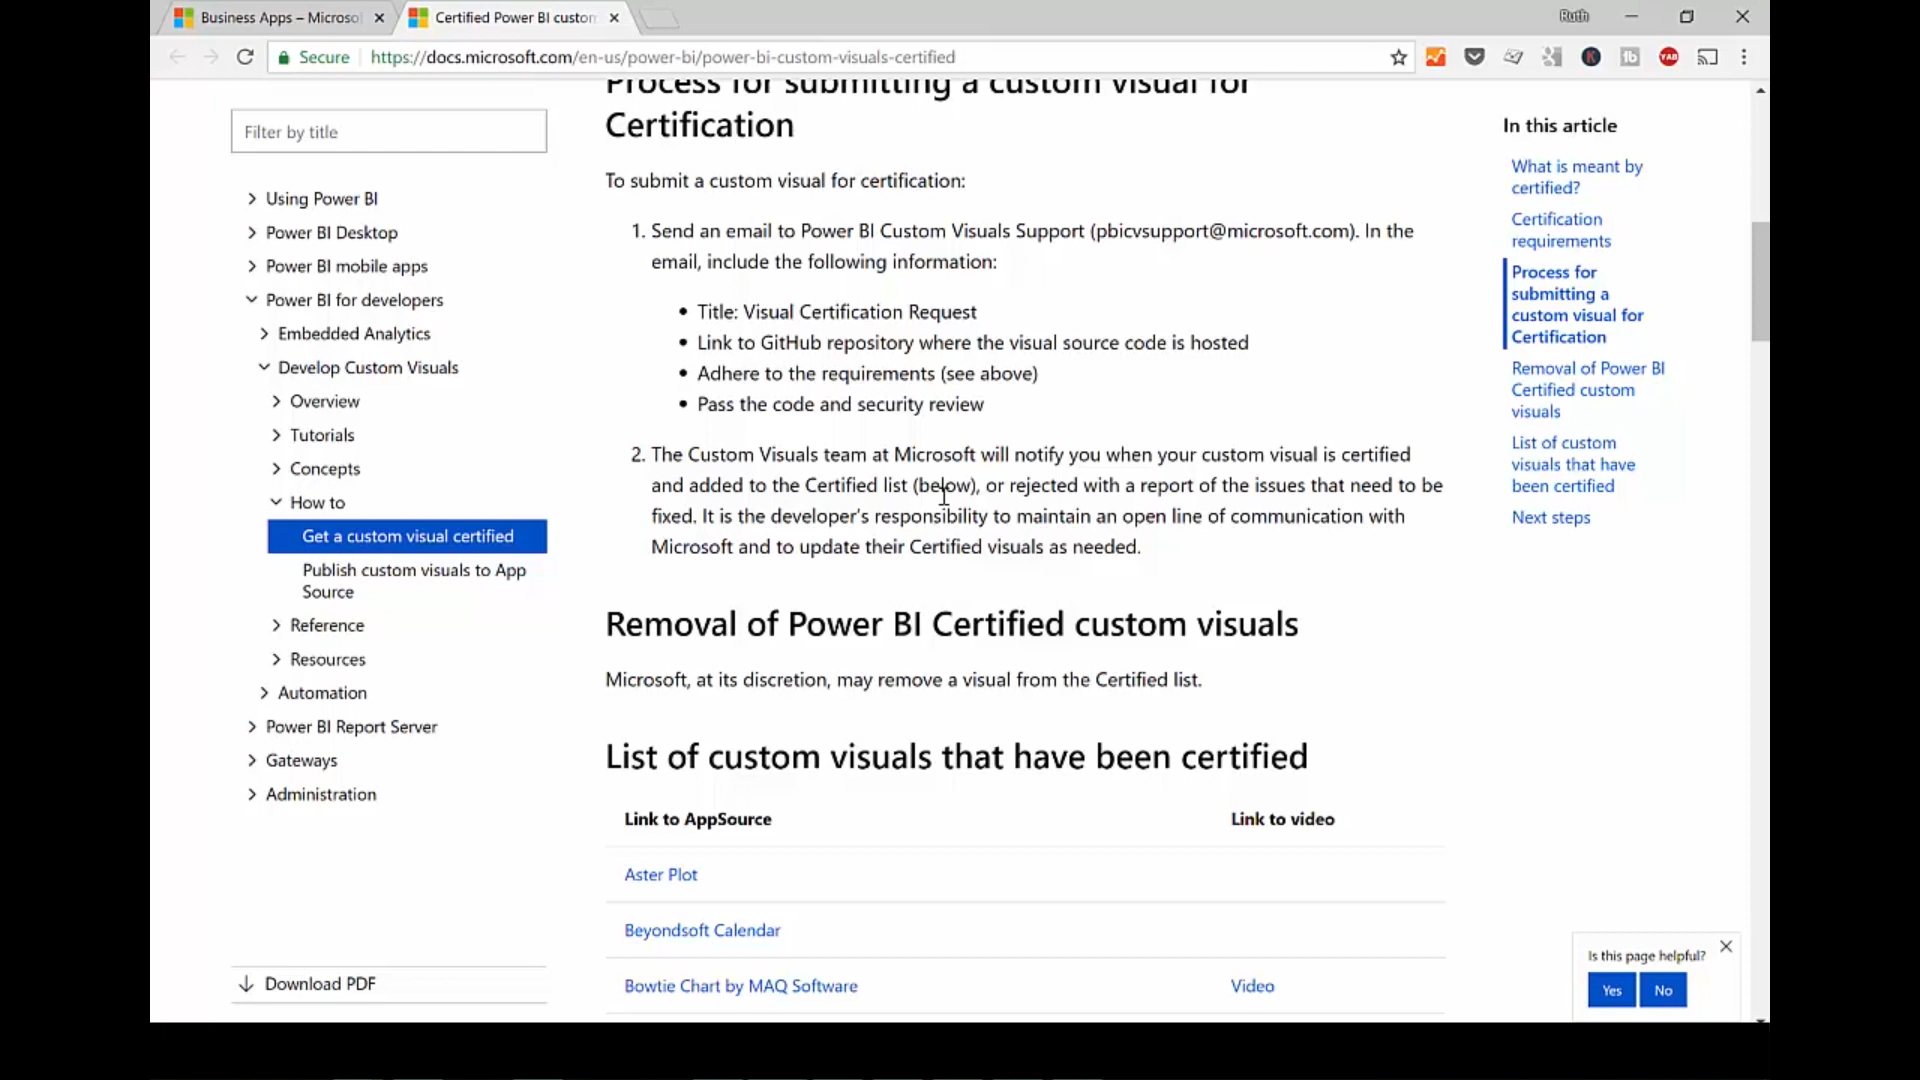 Business Apps – Microso
Certified Power BI custom
Ruth
Secure
https://docs.microsoft.com/en-us/power-bi/power-bi-custom-visuals-certified
Filter by title
Using Power BI
Power BI Desktop
Power BI mobile apps
Power BI for developers
Embedded Analytics
Develop Custom Visuals
Overview
Tutorials
Concepts
How to
Get a custom visual certified
Publish custom visuals to App
Source
Reference
Resources
Automation
Power BI Report Server
Gateways
Administration
Download PDF
Process for submitting a custom visual for
Certification
To submit a custom visual for certification:
1. Send an email to Power BI Custom Visuals Support (pbicvsupport@microsoft.com). In the
email, include the following information:
• Title: Visual Certification Request
• Link to GitHub repository where the visual source code is hosted
• Adhere to the requirements (see above)
• Pass the code and security review
2. The Custom Visuals team at Microsoft will notify you when your custom visual is certified
and added to the Certified list (below), or rejected with a report of the issues that need to be
fixed. It is the developer's responsibility to maintain an open line of communication with
Microsoft and to update their Certified visuals as needed.
Removal of Power BI Certified custom visuals
Microsoft, at its discretion, may remove a visual from the Certified list.
List of custom visuals that have been certified
Link to AppSource Link to video
Aster Plot
Beyondsoft Calendar
Bowtie Chart by MAQ Software Video
In this article
What is meant by
certified?
Certification
requirements
Process for
submitting a
custom visual for
Certification
Removal of Power BI
Certified custom
visuals
List of custom
visuals that have
been certified
Next steps
Is this page helpful?
Yes No